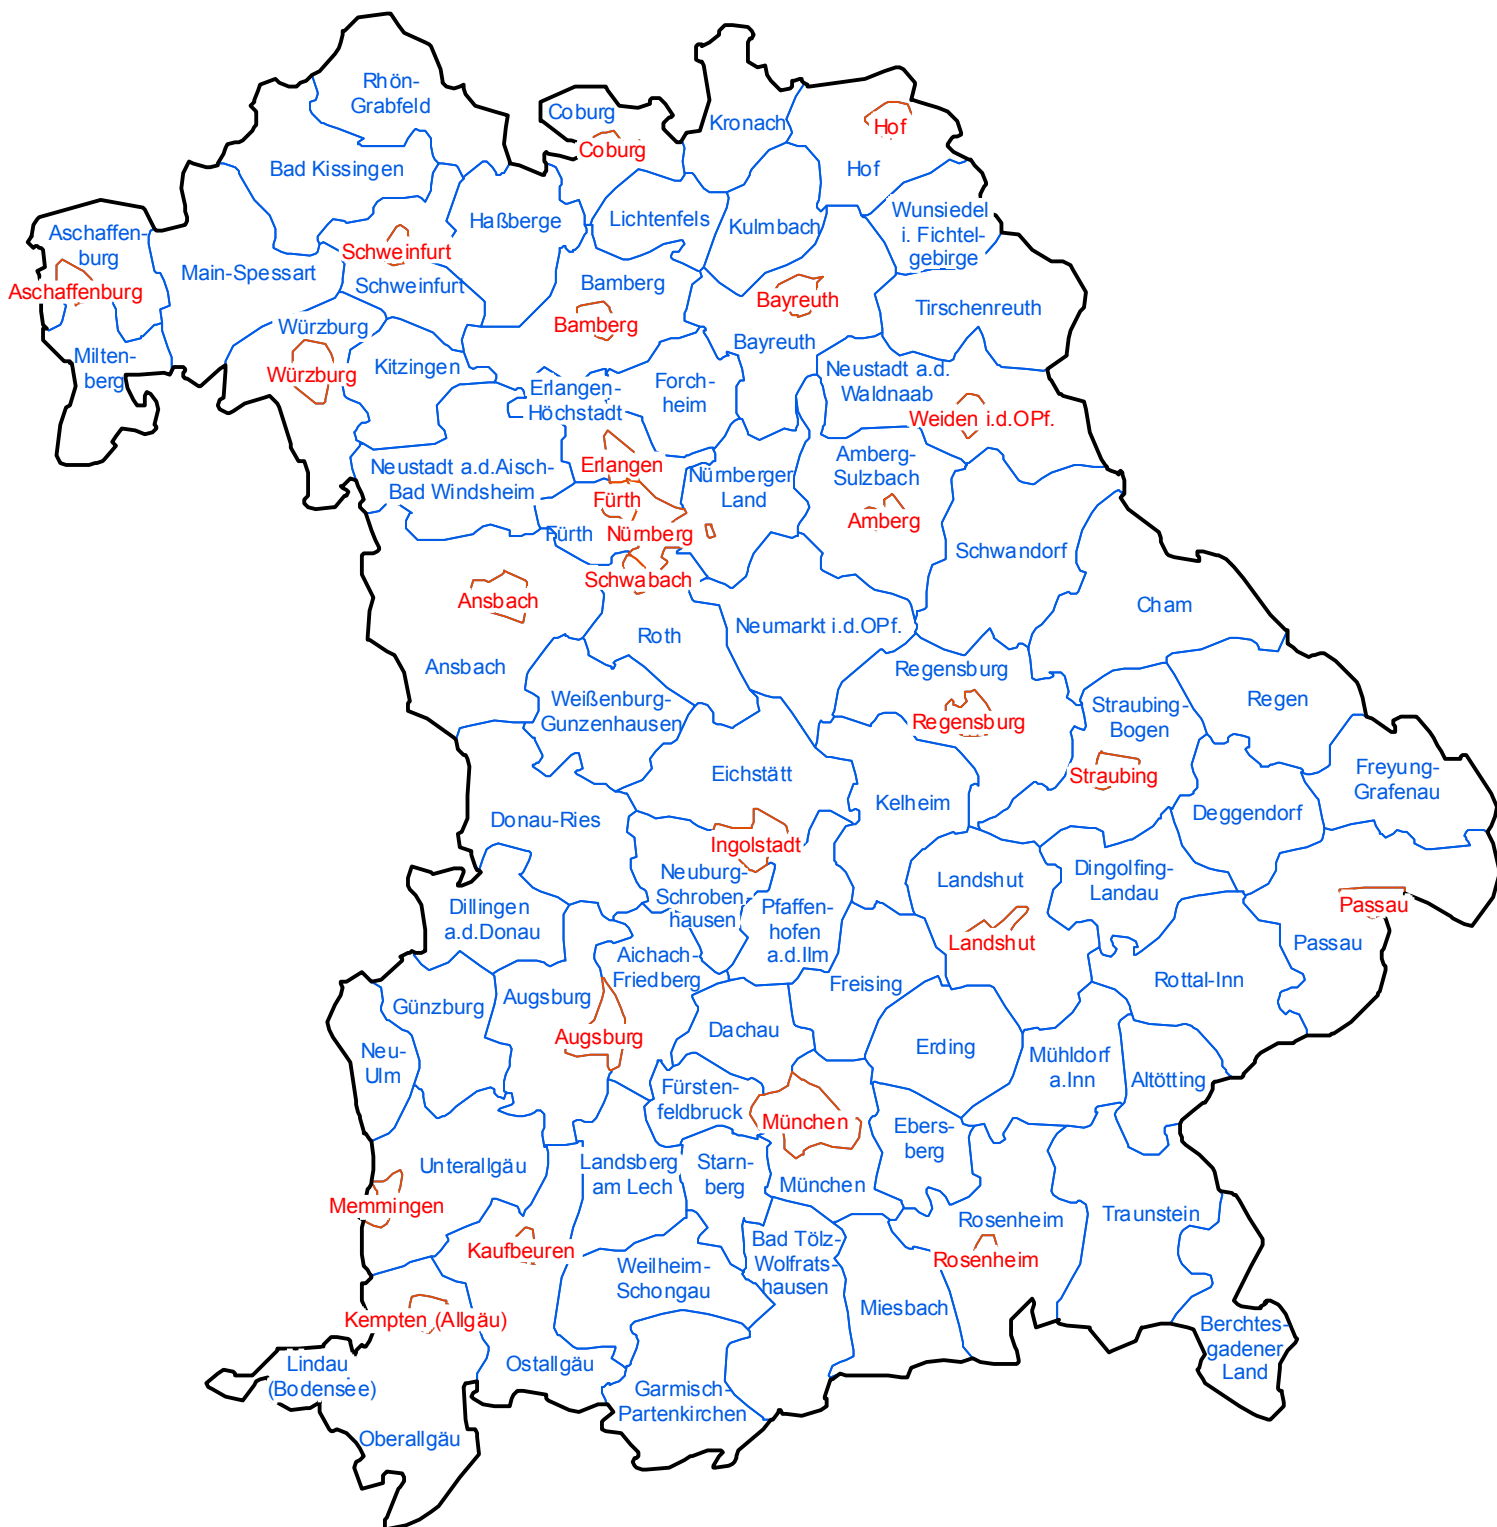 Rhön-
Grabfeld
Coburg
Kronach
Hof
Coburg
Bad Kissingen
Hof
Haßberge
Lichtenfels
Kulmbach
Wunsiedel
i. Fichtel-
gebirge
Aschaffen-
burg
Schweinfurt
Main-Spessart
Schweinfurt
Bamberg
Aschaffenburg
Bayreuth
Tirschenreuth
Würzburg
Bamberg
Bayreuth
Milten-
berg
Würzburg
Kitzingen
Erlangen-
Höchstadt
Forch-
heim
Neustadt a.d.
Waldnaab
Weiden i.d.OPf.
Neustadt a.d.Aisch-
Bad Windsheim
Erlangen
Nürnberger
Land
Amberg-
Sulzbach
Fürth
Fürth
Nürnberg
Amberg
Schwandorf
Schwabach
Ansbach
Cham
Roth
Neumarkt i.d.OPf.
Ansbach
Regensburg
Weißenburg-
Gunzenhausen
Regensburg
Straubing-
Bogen
Regen
Eichstätt
Straubing
Freyung-
Grafenau
Kelheim
Deggendorf
Donau-Ries
Ingolstadt
Neuburg-
Schroben-
hausen
Landshut
Dingolfing-
Landau
Dillingen
a.d.Donau
Pfaffen-
hofen
a.d.Ilm
Passau
Landshut
Passau
Aichach-
Friedberg
Freising
Rottal-Inn
Günzburg
Augsburg
Augsburg
Dachau
Erding
Neu-
Ulm
Mühldorf
a.Inn
Altötting
Fürsten-
feldbruck
München
Ebers-
berg
Unterallgäu
Landsberg
am Lech
Starn-
berg
München
Memmingen
Rosenheim
Traunstein
Kaufbeuren
Weilheim-
Schongau
Bad Tölz-
Wolfrats-
hausen
Rosenheim
Kempten (Allgäu)
Miesbach
Berchtes-
gadener
Land
Lindau
(Bodensee)
Ostallgäu
Garmisch-
Partenkirchen
Oberallgäu